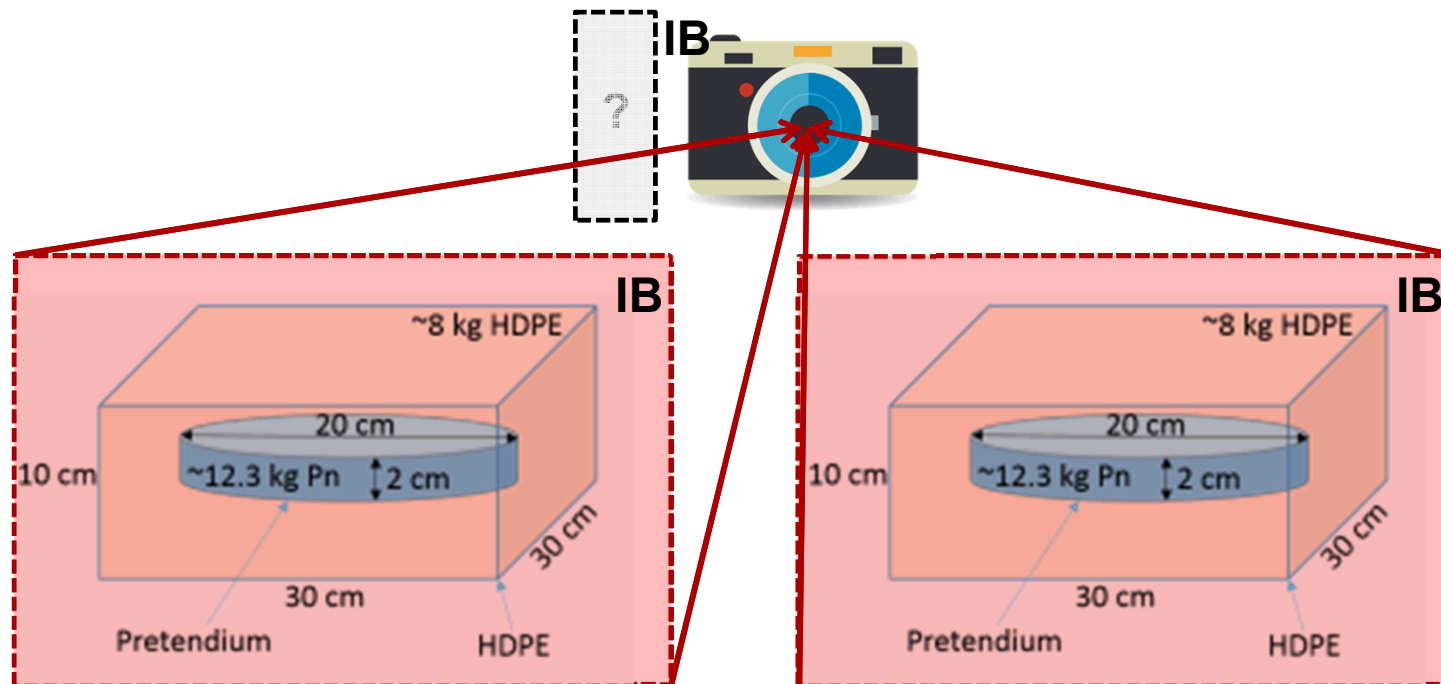 IB
?
IB
~8 kg HDPE
20 cm
10 cm
~12.3 kg Pn
2 cm
30 cm
30 cm
Pretendium
HDPE
IB
~8 kg HDPE
20 cm
10 cm
~12.3 kg Pn
2 cm
30 cm
30 cm
Pretendium
HDPE